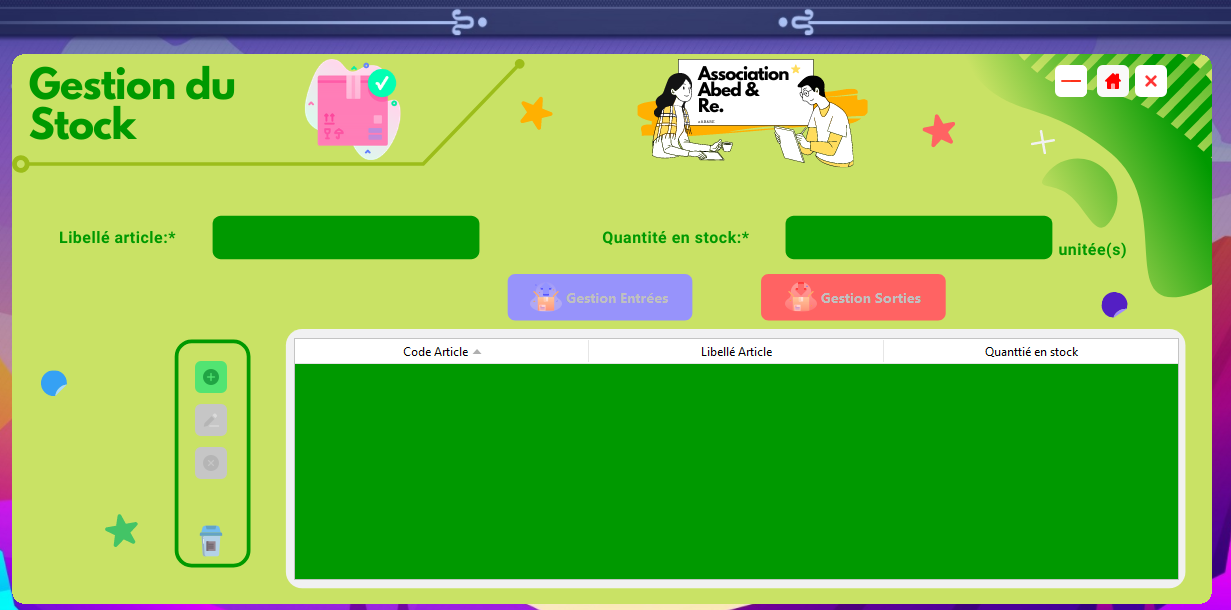 Gestion du
Stock
Association
Abed &
Re.
Libellé article:*
Quantité en stock:*
unitée(s)
Gestion Entrées
Gestion Sorties
Code Article
Libellé Article
Quanttié en stock